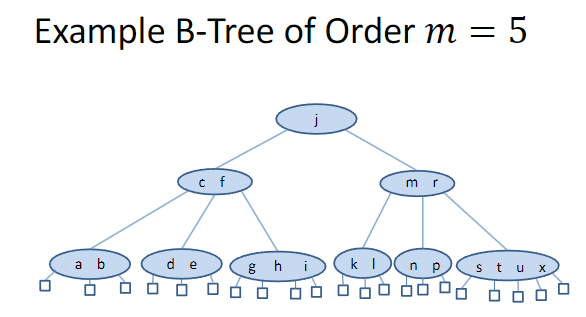 Example B-Tree of Order m = 5
j
c f
m r
a b
d e
g h i
k l
n p
s t u x